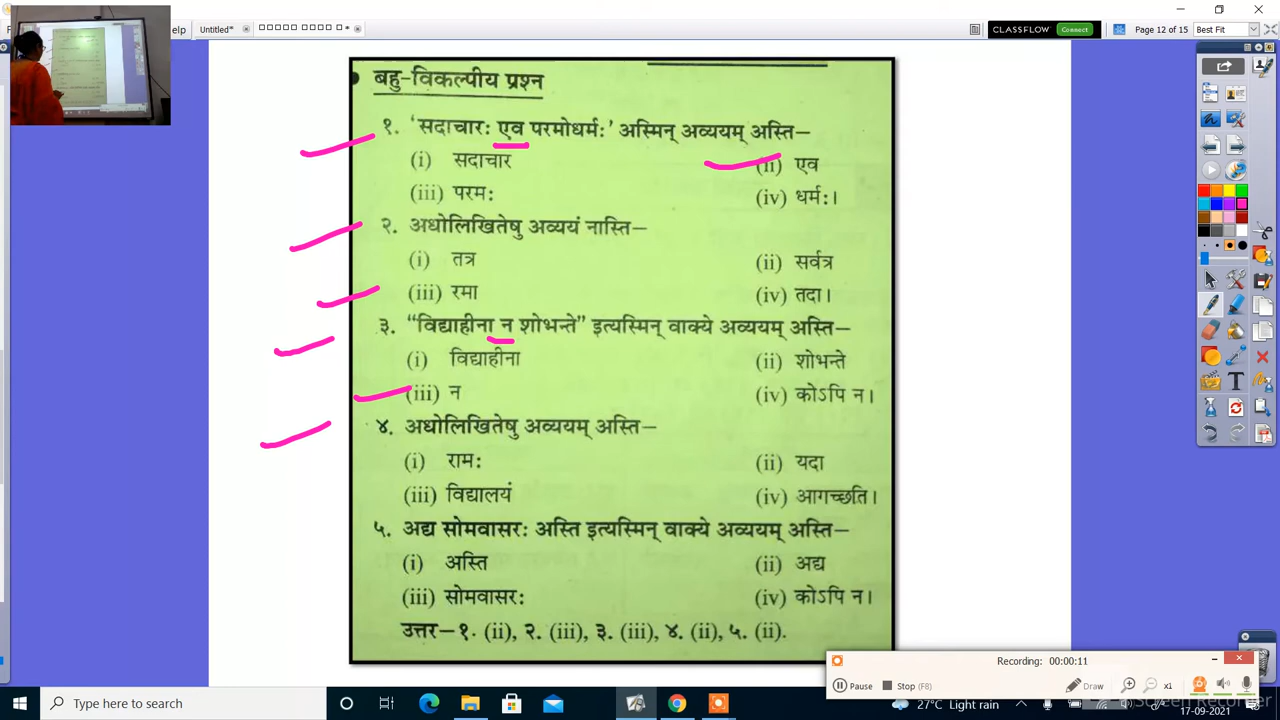 help Untitled* CLASSFLOW Connect Page 12 of 15 Best Fit
बहु-विकल्पीय प्रश्न
१. ‘सदाचारः एव परमोधर्मः’ अस्मिन् अव्ययम् अस्ति–
(i) सदाचार (ii) एव
(iii) परमः (iv) धर्मः।
२. अधोलिखितेषु अव्ययं नास्ति–
(i) तत्र (ii) सर्वत्र
(iii) रमा (iv) तदा।
३. “विद्याहीना न शोभन्ते” इत्यस्मिन् वाक्ये अव्ययम् अस्ति–
(i) विद्याहीना (ii) शोभन्ते
(iii) न (iv) कोऽपि न।
४. अधोलिखितेषु अव्ययम् अस्ति–
(i) रामः (ii) यदा
(iii) विद्यालयं (iv) आगच्छति।
५. अद्य सोमवासरः अस्ति इत्यस्मिन् वाक्ये अव्ययम् अस्ति–
(i) अस्ति (ii) अद्य
(iii) सोमवासरः (iv) कोऽपि न।
उत्तर–१. (ii), २. (iii), ३. (iii), ४. (ii), ५. (ii).
Recording: 00:00:11
Pause Stop (F8) Draw x1
Type here to search 27°C Light rain
17-09-2021
Screen Recorder